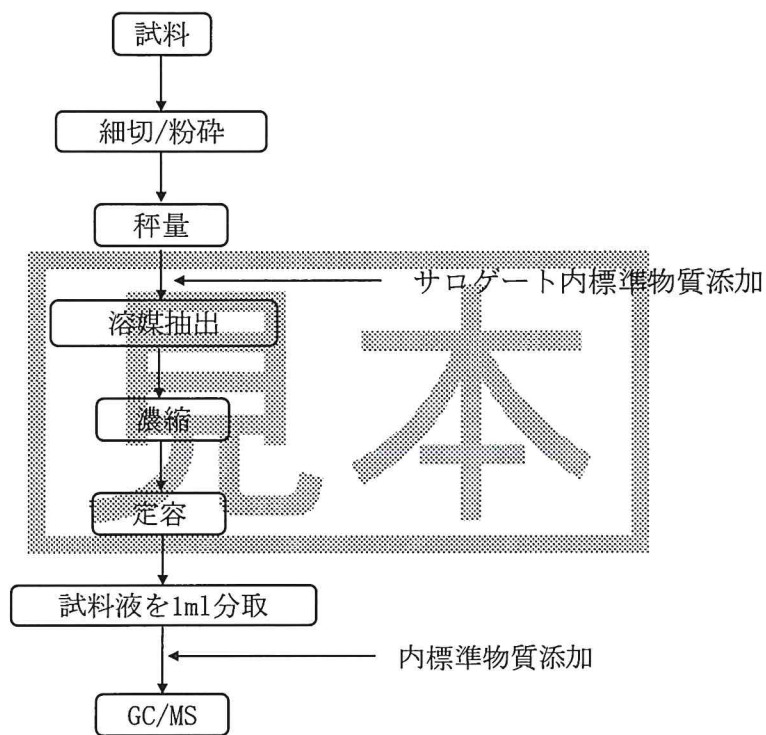 試料
細切/粉砕
秤量
サロゲート内標準物質添加
溶媒抽出
見本
濃縮
定容
試料液を1ml分取
内標準物質添加
GC/MS